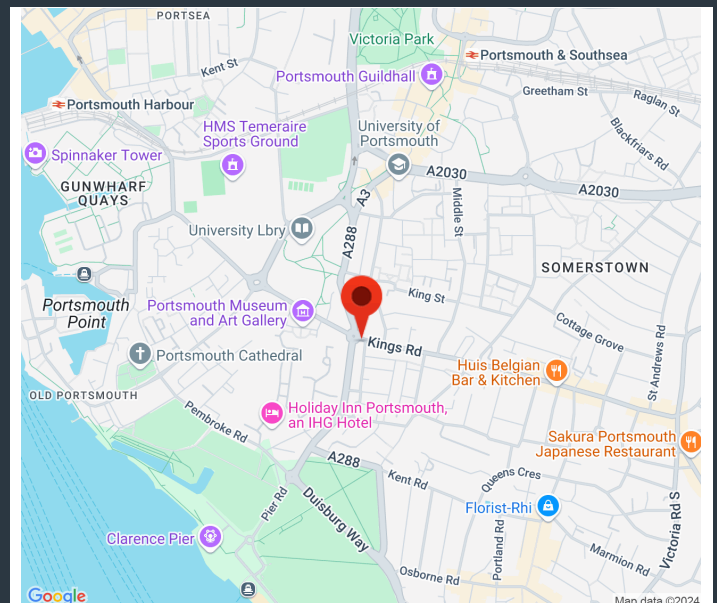 PORTSEA
Victoria Park
Kent St
Portsmouth & Southsea
Portsmouth Guildhall
Greetham St
Raglan St
Portsmouth Harbour
HMS Temeraire
Sports Ground
University of
Portsmouth
Blackfriars Rd
Spinnaker Tower
A2030
A2030
GUNWHARF
QUAYS
A3
Middle St
University Lbry
A288
SOMERSTOWN
King St
Portsmouth
Point
Portsmouth Museum
and Art Gallery
Cottage Grove
Kings Rd
St Andrews Rd
Portsmouth Cathedral
Huis Belgian
Bar & Kitchen
OLD PORTSMOUTH
Pembroke Rd
Holiday Inn Portsmouth,
an IHG Hotel
Sakura Portsmouth
Japanese Restaurant
A288
Kent Rd
Queens Cres
Pier Rd
Duisburg Way
Florist-Rhi
Victoria Rd S
Clarence Pier
Portland Rd
Marmion Rd
Osborne Rd
Google
Map data ©2024